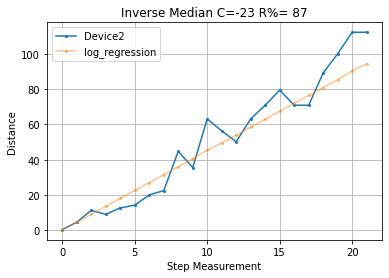 Inverse Median C=-23 R%= 87
Device2
log_regression
Distance
100
80
60
40
20
0
0
5
10
15
20
Step Measurement